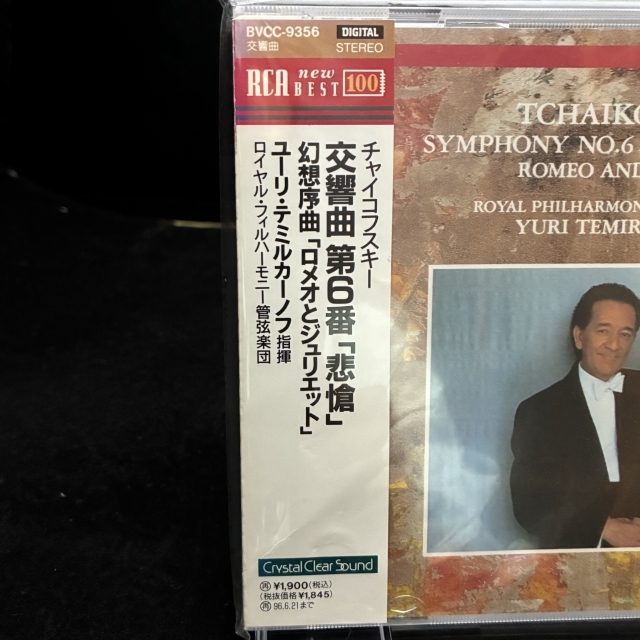 BVCC-9356
DIGITAL
交響曲
STEREO
RCA new BEST 100
チャイコフスキー
交響曲 第6番「悲愴」
幻想序曲「ロメオとジュリエット」
ユーリ・テミルカーノフ指揮
ロイヤル・フィルハーモニー管弦楽団
Crystal Clear Sound
再 ¥1,900(税込)
(税抜価格 ¥1,845)
再 96.6.21まで
TCHAIKO
SYMPHONY NO.6
ROMEO AND
ROYAL PHILHARMON
YURI TEMIR